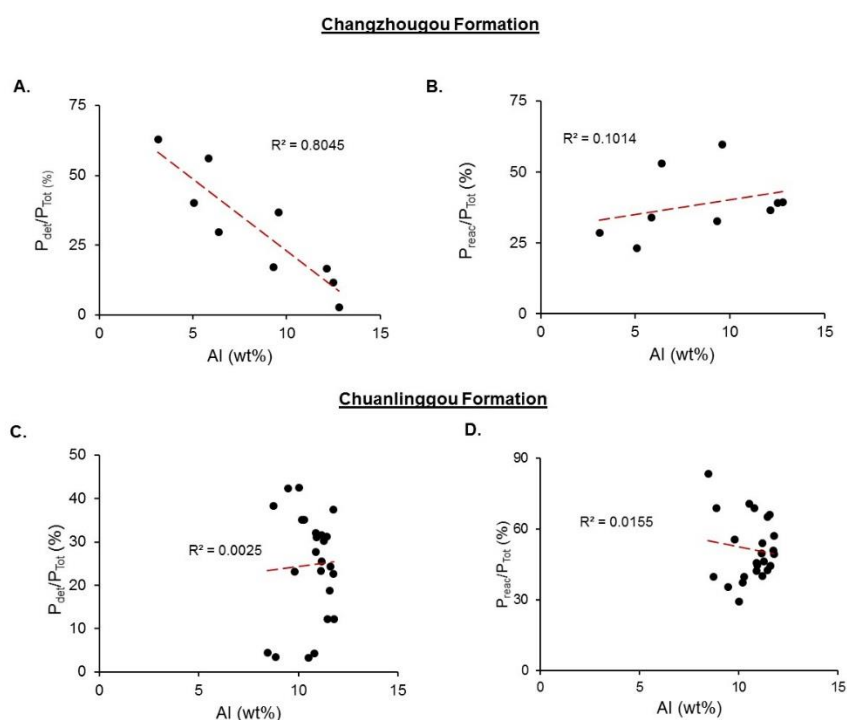 Changzhougou Formation
A.
B.
75
50
25
0
P_det/P_Tot (%)
R² = 0.8045
0 5 10 15
Al (wt%)
75
50
25
0
P_reac/P_Tot (%)
R² = 0.1014
0 5 10 15
Al (wt%)
Chuanlinggou Formation
C.
D.
50
40
30
20
10
0
P_det/P_Tot (%)
R² = 0.0025
0 5 10 15
Al (wt%)
90
60
30
0
P_reac/P_Tot (%)
R² = 0.0155
0 5 10 15
Al (wt%)